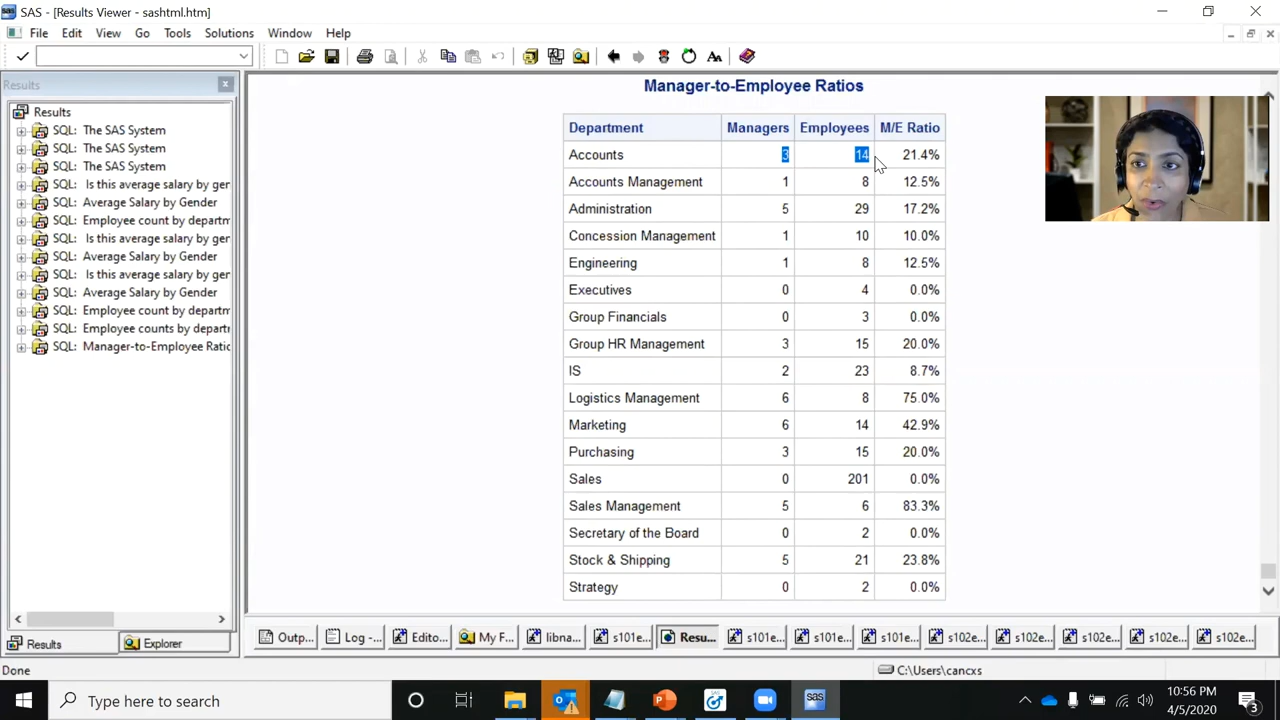 SAS - [Results Viewer - sashtml.htm]
File Edit View Go Tools Solutions Window Help
Results
Results
SQL: The SAS System
SQL: The SAS System
SQL: The SAS System
SQL: Is this average salary by ger
SQL: Average Salary by Gender
SQL: Employee count by departm
SQL: Is this average salary by ger
SQL: Average Salary by Gender
SQL: Is this average salary by ger
SQL: Average Salary by Gender
SQL: Employee count by departm
SQL: Employee counts by departr
SQL: Manager-to-Employee Ratic
Results Explorer
Manager-to-Employee Ratios
Department Managers Employees M/E Ratio
Accounts 3 14 21.4%
Accounts Management 1 8 12.5%
Administration 5 29 17.2%
Concession Management 1 10 10.0%
Engineering 1 8 12.5%
Executives 0 4 0.0%
Group Financials 0 3 0.0%
Group HR Management 3 15 20.0%
IS 2 23 8.7%
Logistics Management 6 8 75.0%
Marketing 6 14 42.9%
Purchasing 3 15 20.0%
Sales 0 201 0.0%
Sales Management 5 6 83.3%
Secretary of the Board 0 2 0.0%
Stock & Shipping 5 21 23.8%
Strategy 0 2 0.0%
Outp... Log -... Edito... My F... libna... s101e... Resu... s101e... s101e... s101e... s102e... s102e... s102e... s102e... s102e...
Done C:\Users\cancxs
Type here to search
10:56 PM
4/5/2020
3